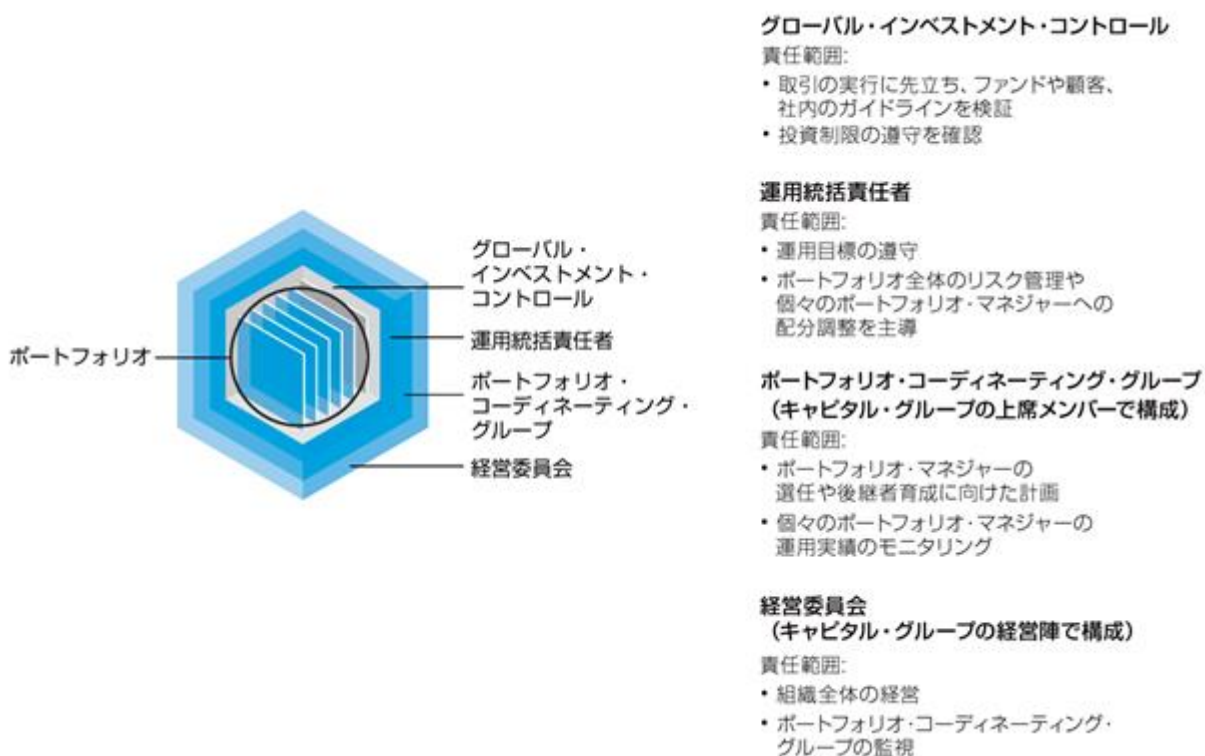 ポートフォリオ
グローバル・
インベストメント・
コントロール
運用統括責任者
ポートフォリオ・
コーディネーティング・
グループ
経営委員会
グローバル・インベストメント・コントロール
責任範囲:
• 取引の実行に先立ち、ファンドや顧客、
社内のガイドラインを検証
• 投資制限の遵守を確認
運用統括責任者
責任範囲:
• 運用目標の遵守
• ポートフォリオ全体のリスク管理や
個々のポートフォリオ・マネジャーへの
配分調整を主導
ポートフォリオ・コーディネーティング・グループ
（キャピタル・グループの上席メンバーで構成）
責任範囲:
• ポートフォリオ・マネジャーの
選任や後継者育成に向けた計画
• 個々のポートフォリオ・マネジャーの
運用実績のモニタリング
経営委員会
（キャピタル・グループの経営陣で構成）
責任範囲:
• 組織全体の経営
• ポートフォリオ・コーディネーティング・
グループの監視